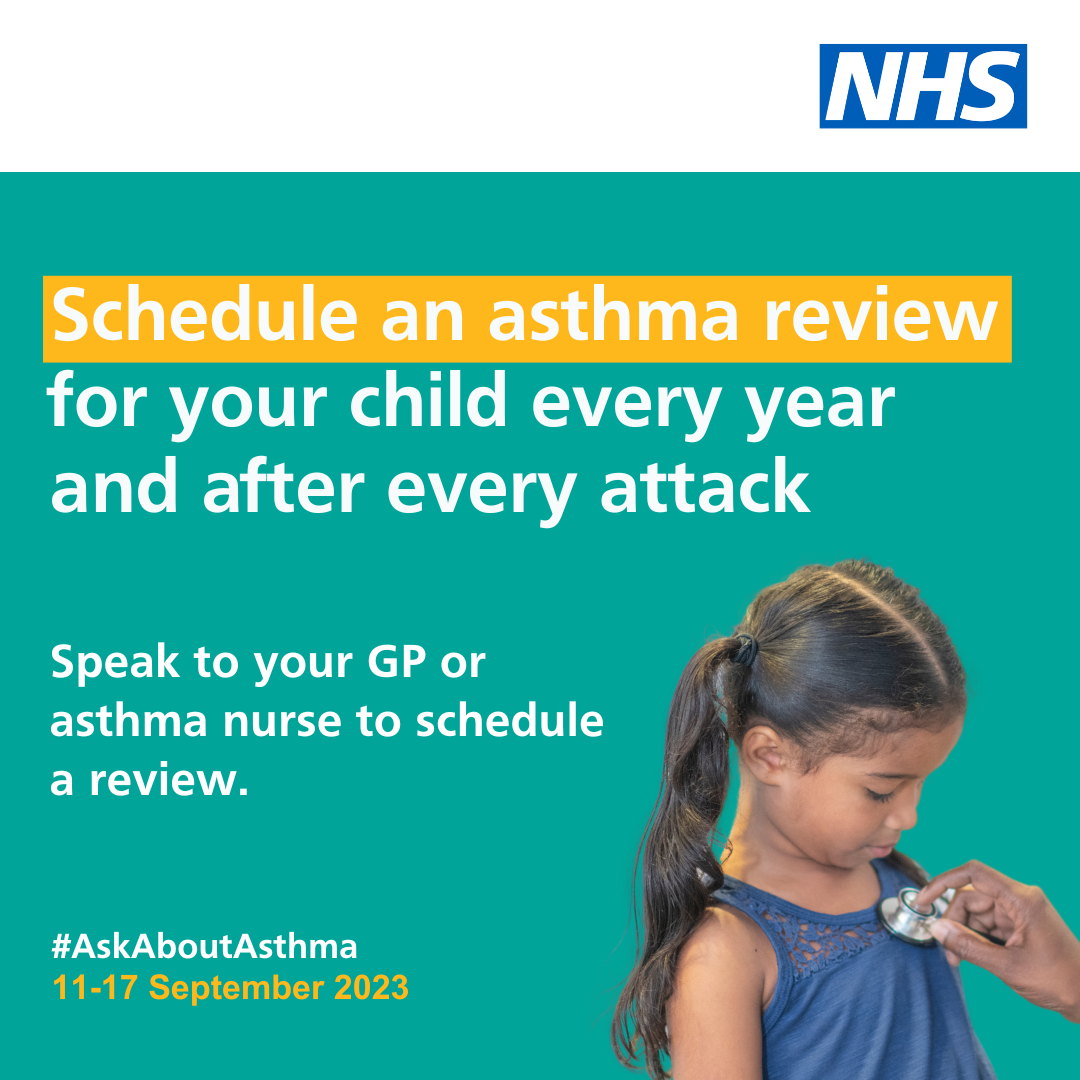 NHS
Schedule an asthma review
for your child every year
and after every attack
Speak to your GP or
asthma nurse to schedule
a review.
#AskAboutAsthma
11-17 September 2023